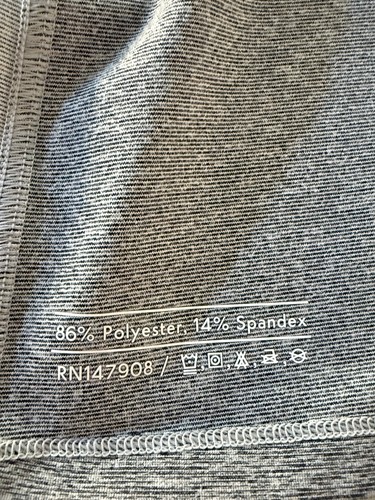 86% Polyester, 14% Spandex
RN147908 /